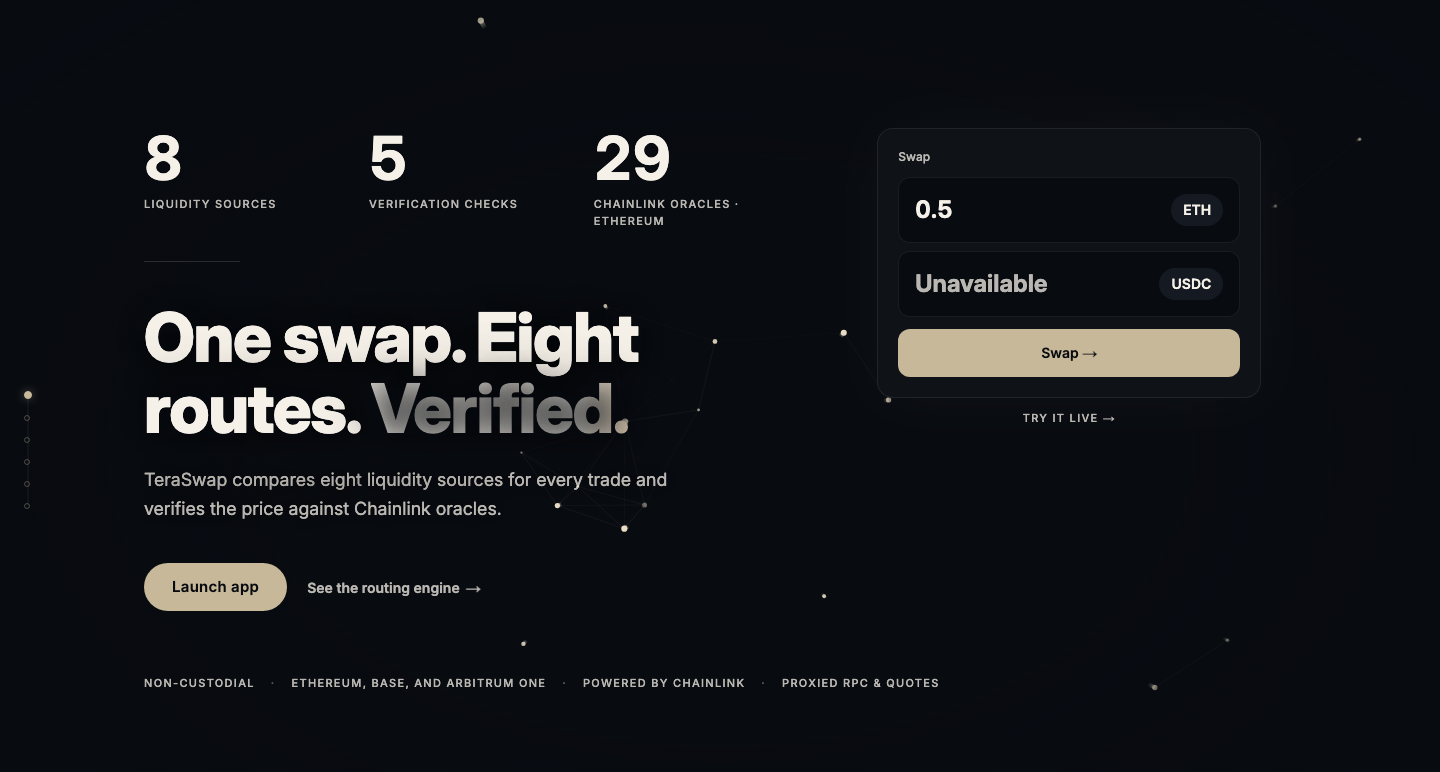 8
LIQUIDITY SOURCES
5
VERIFICATION CHECKS
29
CHAINLINK ORACLES ·
ETHEREUM
One swap. Eight
routes. Verified.
TeraSwap compares eight liquidity sources for every trade and
verifies the price against Chainlink oracles.
Launch app
See the routing engine →
Swap
0.5
ETH
Unavailable
USDC
Swap →
TRY IT LIVE →
NON-CUSTODIAL · ETHEREUM, BASE, AND ARBITRUM ONE · POWERED BY CHAINLINK · PROXIED RPC & QUOTES